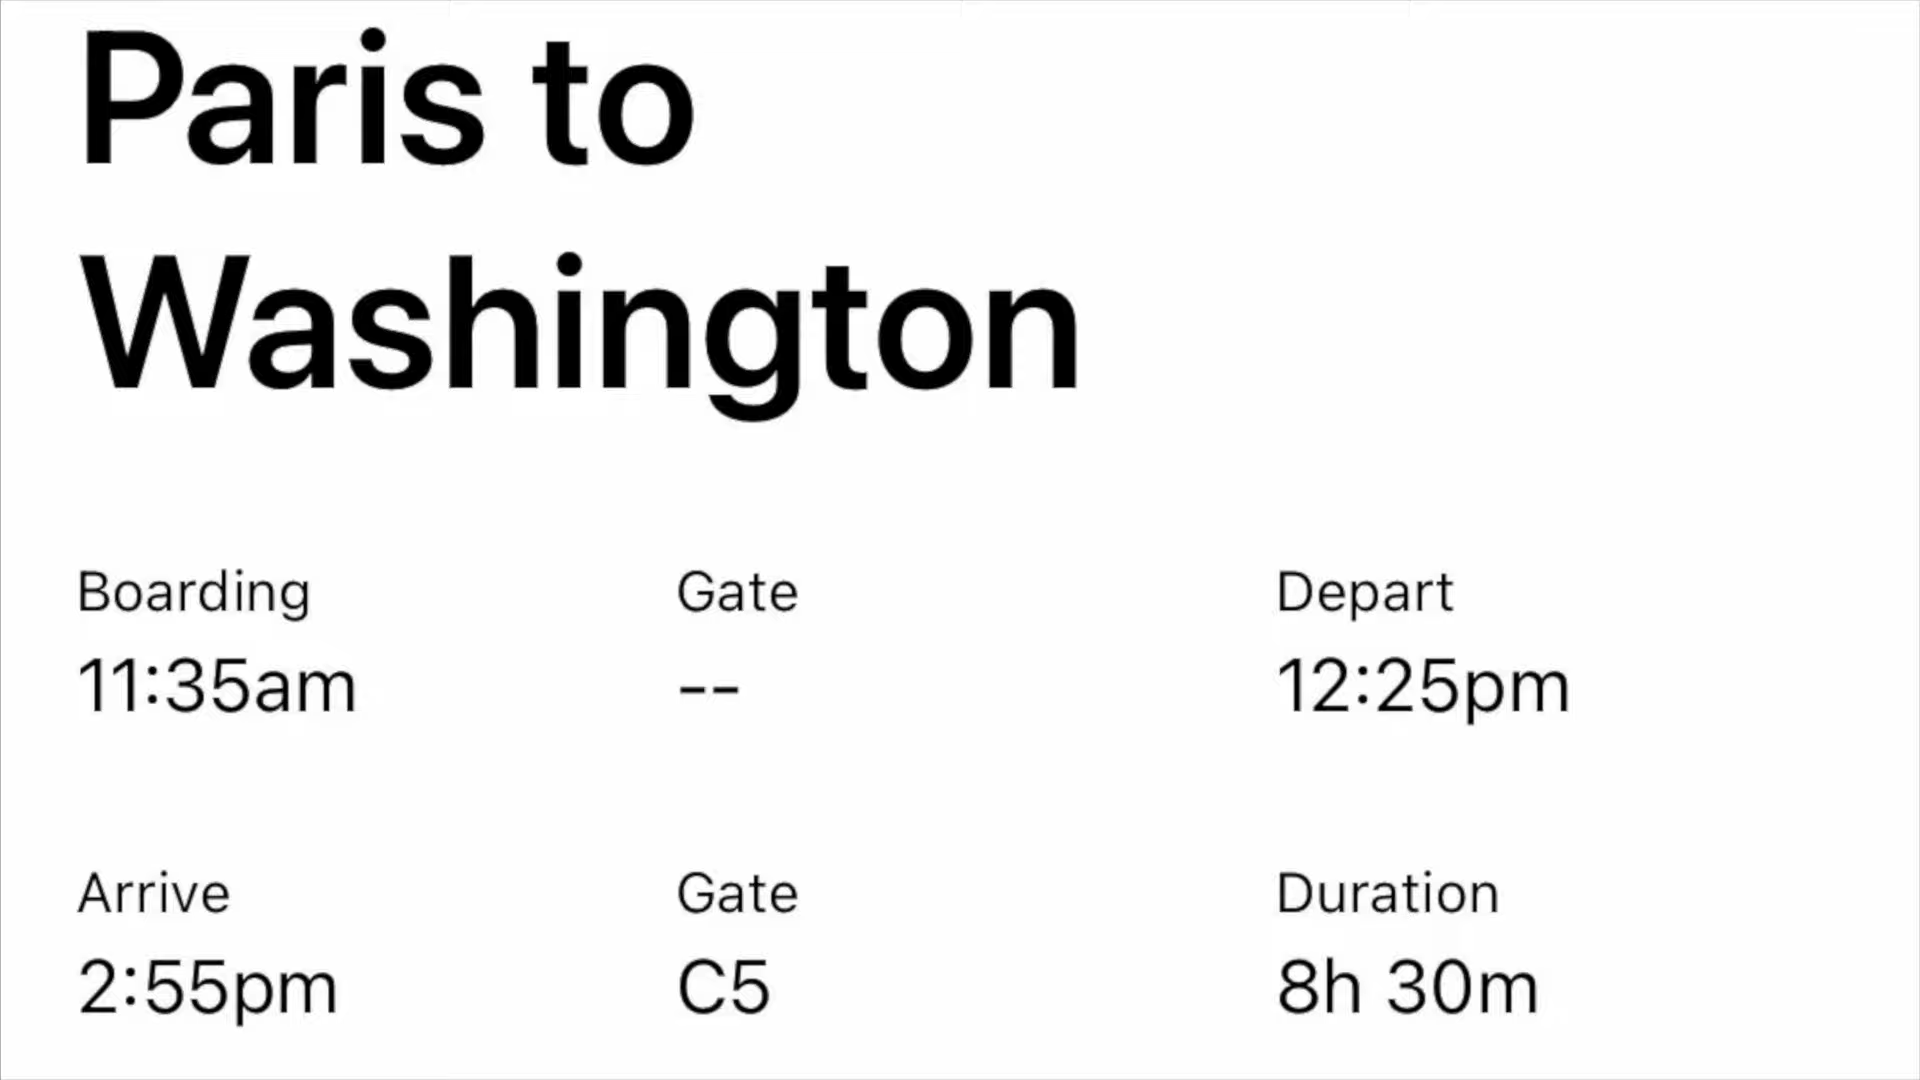 Paris to
Washington
Boarding
Gate
Depart
11:35am
--
12:25pm
Arrive
Gate
Duration
2:55pm
C5
8h 30m